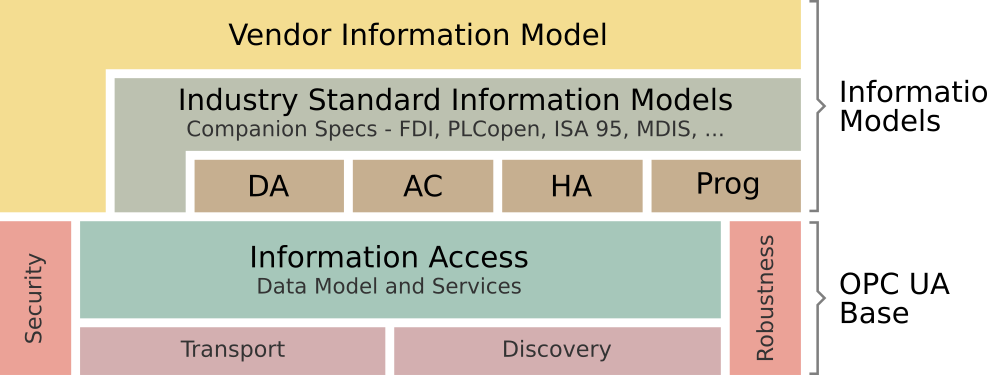 Vendor Information Model
Industry Standard Information Models
Companion Specs - FDI, PLCopen, ISA 95, MDIS, ...
DA
AC
HA
Prog
Informatio
Models
Security
Information Access
Data Model and Services
Transport
Discovery
Robustness
OPC UA
Base